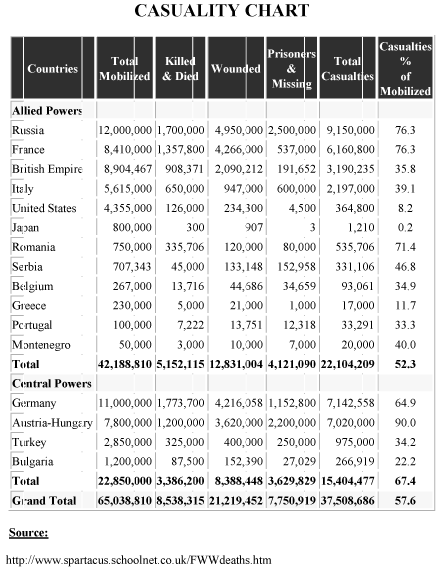 CASUALITY CHART
Countries Total Mobilized Killed & Died Wounded Prisoners & Missing Total Casualties Casualties % of Mobilized
Allied Powers
Russia 12,000,000 1,700,000 4,950,000 2,500,000 9,150,000 76.3
France 8,410,000 1,357,800 4,266,000 537,000 6,160,800 76.3
British Empire 8,904,467 908,371 2,090,212 191,652 3,190,235 35.8
Italy 5,615,000 650,000 947,000 600,000 2,197,000 39.1
United States 4,355,000 126,000 234,300 4,500 364,800 8.2
Japan 800,000 300 907 3 1,210 0.2
Romania 750,000 335,706 120,000 80,000 535,706 71.4
Serbia 707,343 45,000 133,148 152,958 331,106 46.8
Belgium 267,000 13,716 44,686 34,659 93,061 34.9
Greece 230,000 5,000 21,000 1,000 17,000 11.7
Portugal 100,000 7,222 13,751 12,318 33,291 33.3
Montenegro 50,000 3,000 10,000 7,000 20,000 40.0
Total 42,188,810 5,152,115 12,831,004 4,121,090 22,104,209 52.3
Central Powers
Germany 11,000,000 1,773,700 4,216,058 1,152,800 7,142,558 64.9
Austria-Hungary 7,800,000 1,200,000 3,620,000 2,200,000 7,020,000 90.0
Turkey 2,850,000 325,000 400,000 250,000 975,000 34.2
Bulgaria 1,200,000 87,500 152,390 27,029 266,919 22.2
Total 22,850,000 3,386,200 8,388,448 3,629,829 15,404,477 67.4
Grand Total 65,038,810 8,538,315 21,219,452 7,750,919 37,508,686 57.6
Source:
http://www.spartacus.schoolnet.co.uk/FWWdeaths.htm